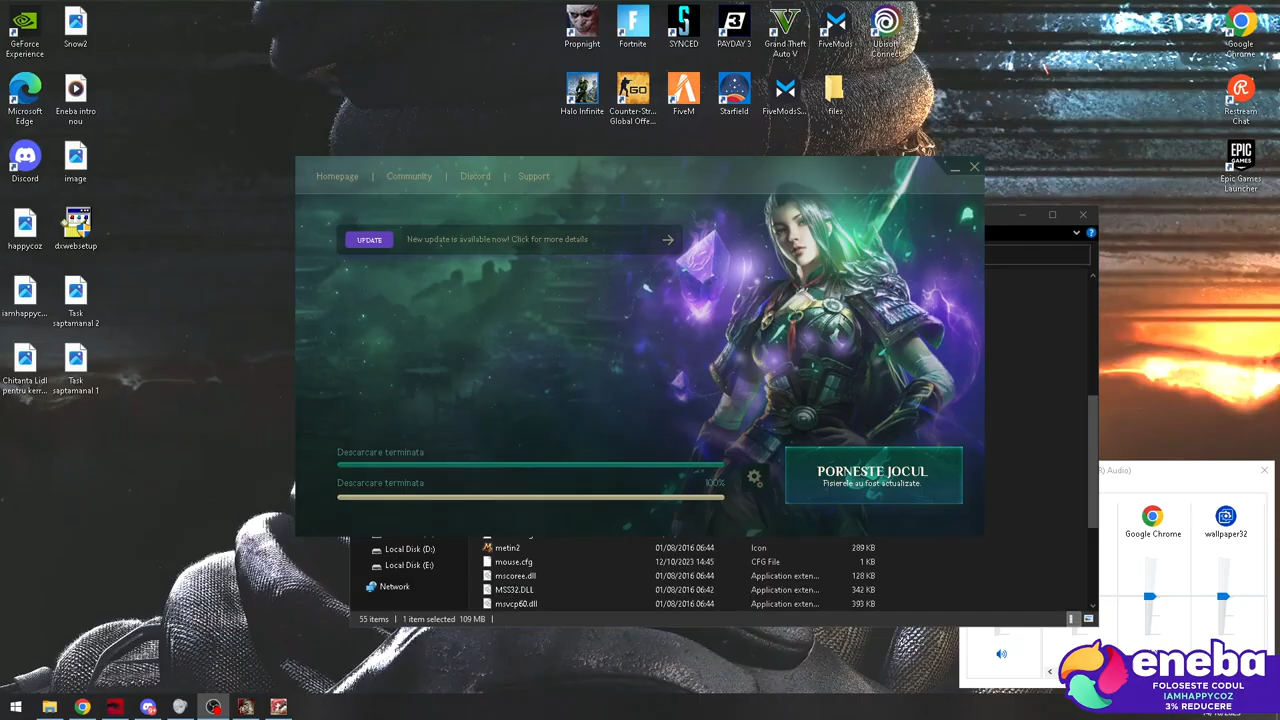 GeForce
Experience
Snow2
Propnight
Fortnite
SYNCED
PAYDAY 3
Grand Theft
Auto V
FiveMods
Ubisoft
Connect
Google
Chrome
Microsoft
Edge
Eneba intro
nou
Halo Infinite
Counter-Str...
Global Offe...
FiveM
Starfield
FiveModsS...
files
Restream
Chat
Discord
image
EPIC
GAMES
Epic Games
Launcher
happycoz
dxwebsetup
iamhappyc...
Task
saptamanal 2
Chitanta Lidl
pentru kerr...
Task
saptamanal 1
Homepage | Community | Discord | Support
UPDATE
New update is available now! Click for more details
Descarcare terminata
Descarcare terminata
100%
PORNESTE JOCUL
Fisierele au fost actualizate.
Local Disk (D:)
Local Disk (E:)
Network
metin2 01/08/2016 06:44 Icon 289 KB
mouse.cfg 12/10/2023 14:45 CFG File 1 KB
mscoree.dll 01/08/2016 06:44 Application exten... 128 KB
MSS32.DLL 01/08/2016 06:42 Application exten... 342 KB
msvcp60.dll 01/08/2016 06:44 Application exten... 393 KB
55 items | 1 item selected 109 MB |
R) Audio)
Google Chrome
wallpaper32
eneba
FOLOSESTE CODUL
IAMHAPPYCOZ
3% REDUCERE